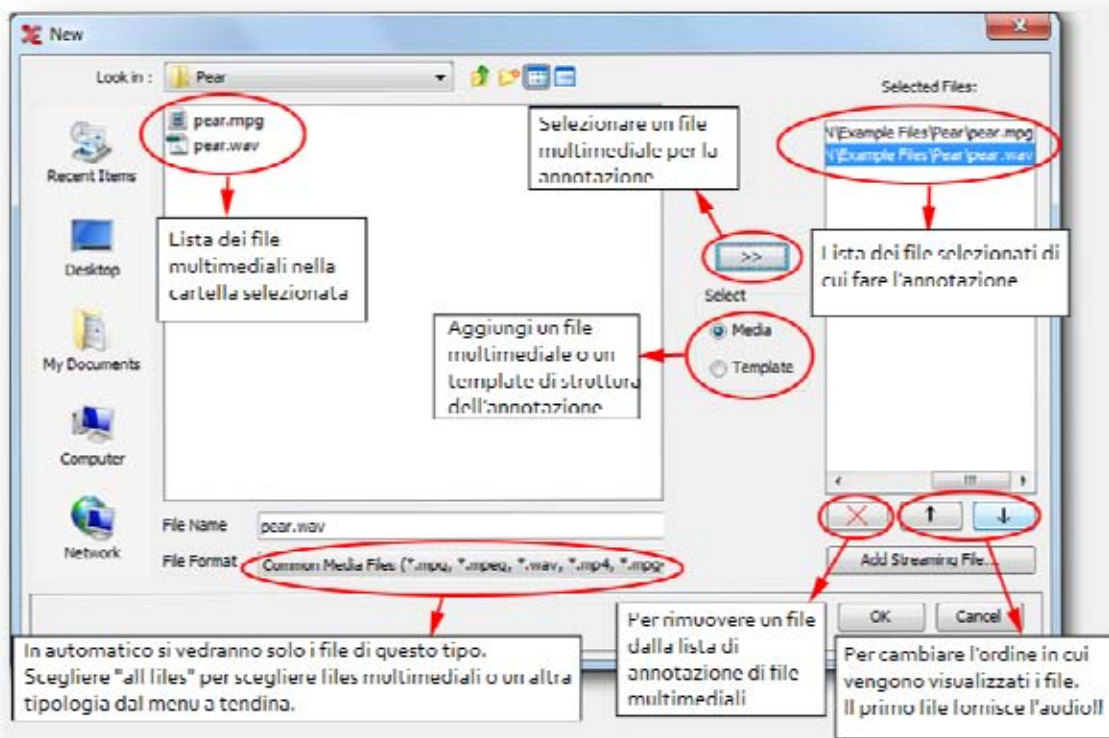 New
Look in :
Pear
Selected Files:
pear.mpg
pear.wav
Selezionare un file
multimediale per la
annotazione
N\Example Files\Pear\pear.mpg
N\Example Files\Pear\pear.wav
Recent Items
Lista dei file
multimediali nella
cartella selezionata
>>
Lista dei file selezionati di
cui fare l'annotazione
Desktop
Select
Media
Template
Aggiungi un file
multimediale o un
template di struttura
dell'annotazione
My Documents
Computer
Network
File Name
pear.wav
File Format
Common Media Files (*.mpg, *.mpeg, *.wav, *.mp4, *.mpg
Add Streaming File...
OK
Cancel
In automatico si vedranno solo i file di questo tipo.
Scegliere "all files" per scegliere files multimediali o un altra
tipologia dal menu a tendina.
Per rimuovere un file
dalla lista di
annotazione di file
multimediali
Per cambiare l'ordine in cui
vengono visualizzati i file.
Il primo file fornisce l'audio!!